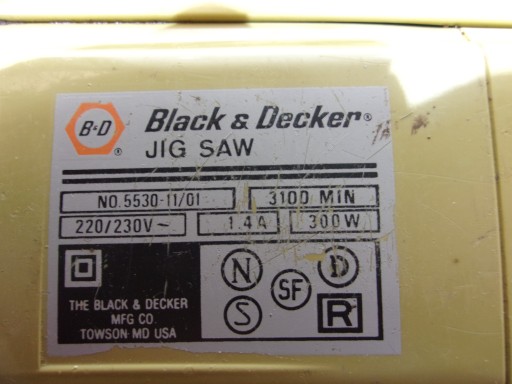 B&D ® Black & Decker®
JIG SAW
NO. 5530-11/01 3100 MIN
220/230V~ 1.4A 300W
N D
SF
S R
THE BLACK & DECKER
MFG CO.
TOWSON-MD USA